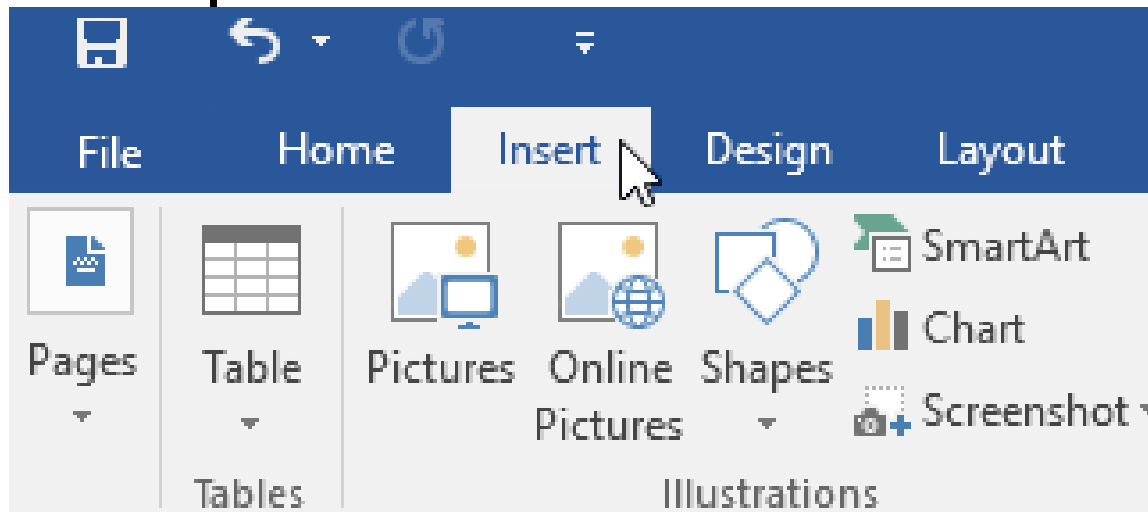 File Home Insert Design Layout
Pages Table Pictures Online Pictures Shapes SmartArt
Chart
Screenshot
Tables Illustrations